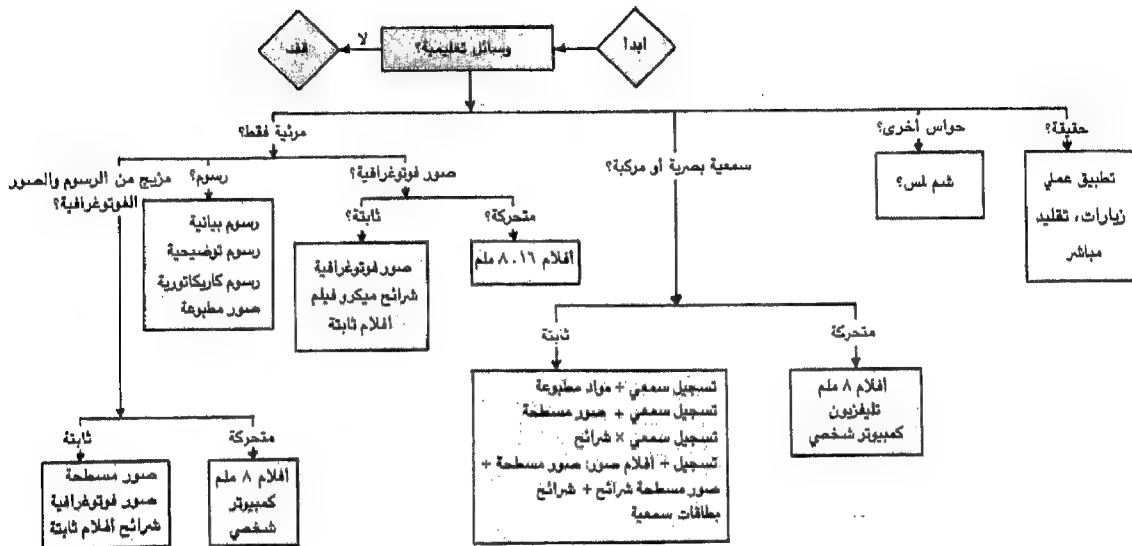 ابدأ
وسائل تعليمية؟
لا
قف
حقيقة؟
تطبيق عملي
زيارات، تقليد
مباشر
حواس أخرى؟
شم لمس؟
سمعية بصرية أو مركبة؟
متحركة؟
أفلام ٨ ملم
تليفزيون
كمبيوتر شخصي
ثابتة
تسجيل سمعي + مواد مطبوعة
تسجيل سمعي + صور مسطحة
تسجيل سمعي × شرائح
تسجيل + أفلام صور؛ صور مسطحة +
صور مسطحة شرائح + شرائح
بطاقات سمعية
مرئية فقط؟
صور فوتوغرافية؟
متحركة؟
أفلام ٨،١٦ ملم
ثابتة؟
صور فوتوغرافية
شرائح ميكرو فيلم
أفلام ثابتة
رسوم؟
رسوم بيانية
رسوم توضيحية
رسوم كاريكاتورية
صور مطبوعة
مزيج من الرسوم والصور
الفوتوغرافية؟
متحركة
أفلام ٨ ملم
كمبيوتر
شخصي
ثابتة
صور مسطحة
صور فوتوغرافية
شرائح أفلام ثابتة